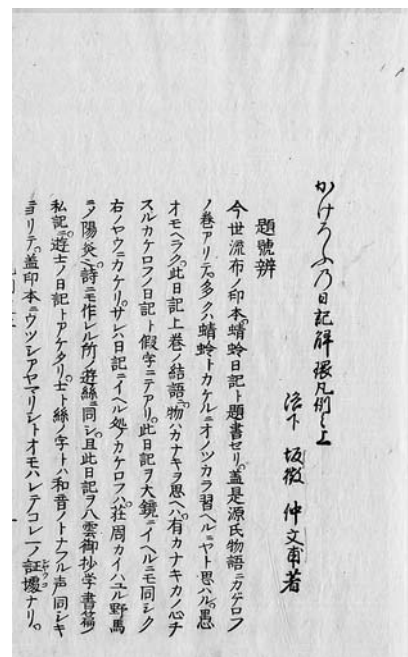 かけろふ乃日記解環凡例之上
浪下 坂徴 仲文甫著
題號辨
今世流布ノ印本。蜻蛉日記ト題書セリ。蓋是源氏物語ニカゲロフ
ノ巻アリテ。多クハ蜻蛉トカケルニオノツカラ習ヘルニヤト思ハル。愚
オモヘラク。此日記上巻ノ結語。物ハカナキヲ思ヘハ。有カナキカノ心チ
スルカケロフノ日記ト假字ニテアリ。此日記ヲ大鏡ニイヘルニモ同シク
右ノヤウニカケリ。サレハ日記ニイヘル処ノカケロフハ。荘周カイハユル野馬
ニノ陽炎ヘ。詩ニモ作レル所ノ遊絲ニ同シ。且此日記ヲ八雲御抄学書篇
私記ニ。遊士ノ日記トアケタリ。士ト絲ノ字トハ和音ノトナフル声同シキ
ヨリテ。蓋印本ニウツシアヤマリシトオモハレテコレ一ノ証拠ナリ。